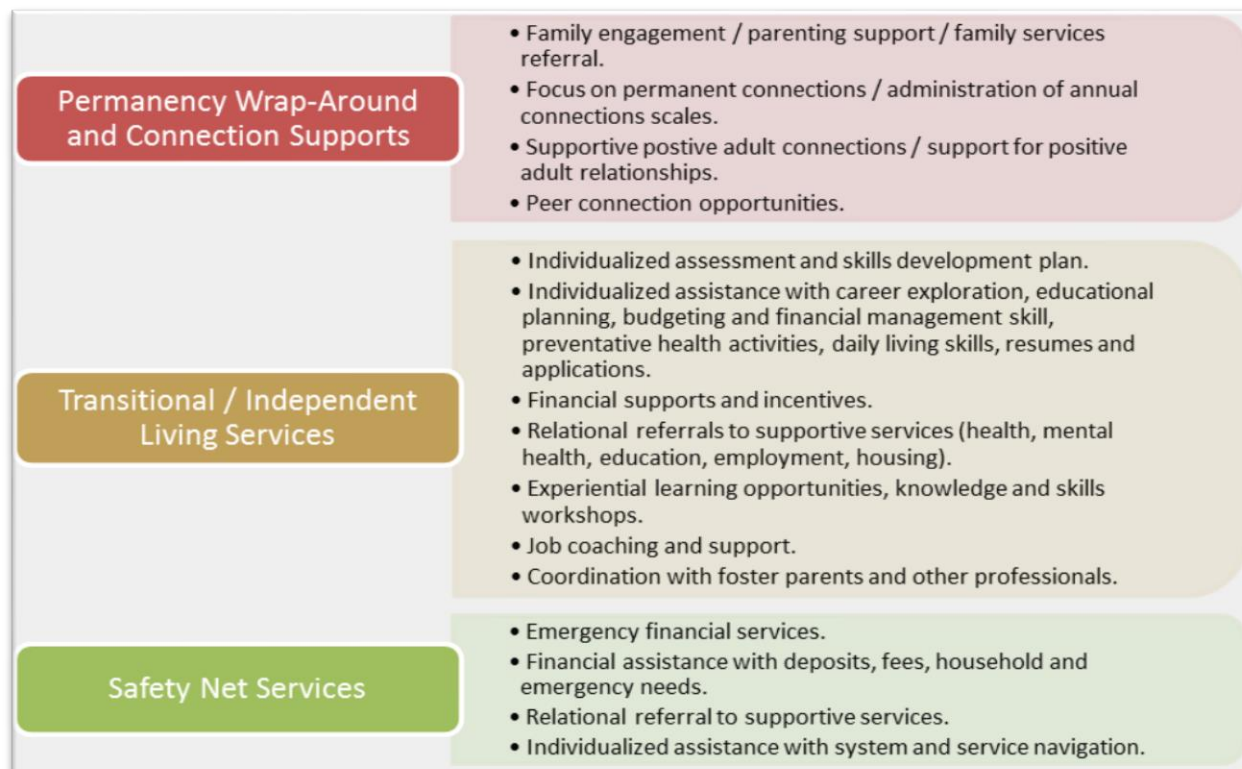 Permanency Wrap-Around
and Connection Supports
• Family engagement / parenting support / family services
referral.
• Focus on permanent connections / administration of annual
connections scales.
• Supportive postive adult connections / support for positive
adult relationships.
• Peer connection opportunities.
Transitional / Independent
Living Services
• Individualized assessment and skills development plan.
• Individualized assistance with career exploration, educational
planning, budgeting and financial management skill,
preventative health activities, daily living skills, resumes and
applications.
• Financial supports and incentives.
• Relational referrals to supportive services (health, mental
health, education, employment, housing).
• Experiential learning opportunities, knowledge and skills
workshops.
• Job coaching and support.
• Coordination with foster parents and other professionals.
Safety Net Services
• Emergency financial services.
• Financial assistance with deposits, fees, household and
emergency needs.
• Relational referral to supportive services.
• Individualized assistance with system and service navigation.